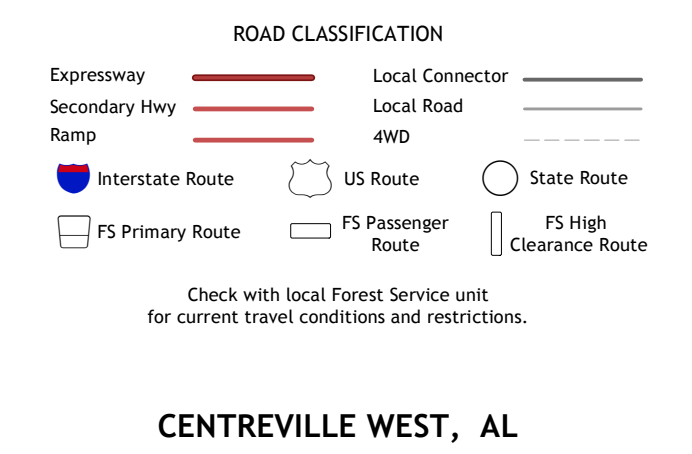 ROAD CLASSIFICATION
Expressway
Local Connector
Secondary Hwy
Local Road
Ramp
4WD
Interstate Route
US Route
State Route
FS Primary Route
FS Passenger
Route
FS High
Clearance Route
Check with local Forest Service unit
for current travel conditions and restrictions.
CENTREVILLE WEST, AL